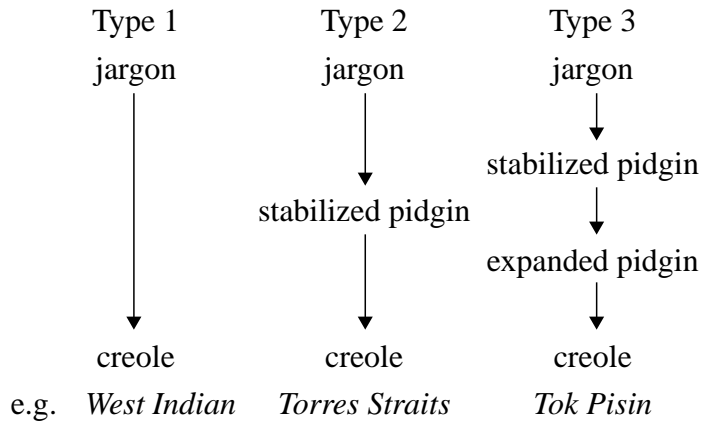 Type 1 Type 2 Type 3
jargon jargon jargon
stabilized pidgin
stabilized pidgin
expanded pidgin
creole creole creole
e.g. West Indian Torres Straits Tok Pisin